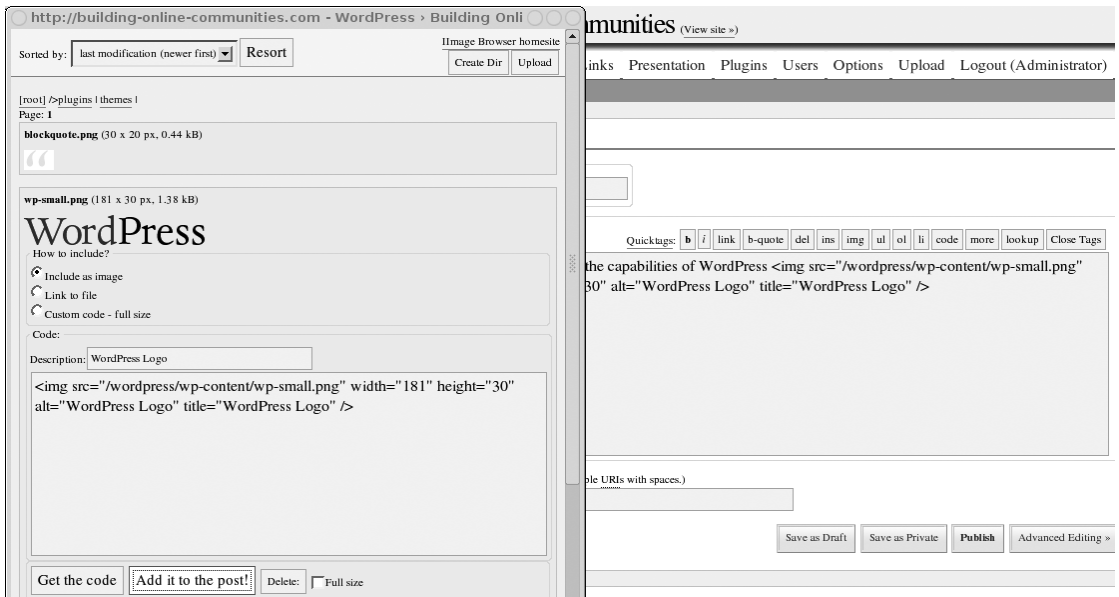 http://building-online-communities.com - WordPress › Building Onli
Sorted by: last modification (newer first) Resort
IImage Browser homesite
Create Dir Upload
[root] />plugins | themes |
Page: 1
blockquote.png (30 x 20 px, 0.44 kB)
“
wp-small.png (181 x 30 px, 1.38 kB)
WordPress
How to include?
Include as image
Link to file
Custom code - full size
Code:
Description: WordPress Logo
<img src="/wordpress/wp-content/wp-small.png" width="181" height="30"
alt="WordPress Logo" title="WordPress Logo" />
Get the code Add it to the post! Delete: Full size
mmunities (View site »)
inks Presentation Plugins Users Options Upload Logout (Administrator)
Quicktags: b i link b-quote del ins img ul ol li code more lookup Close Tags
the capabilities of WordPress <img src="/wordpress/wp-content/wp-small.png"
30" alt="WordPress Logo" title="WordPress Logo" />
ple URIs with spaces.)
Save as Draft Save as Private Publish Advanced Editing »